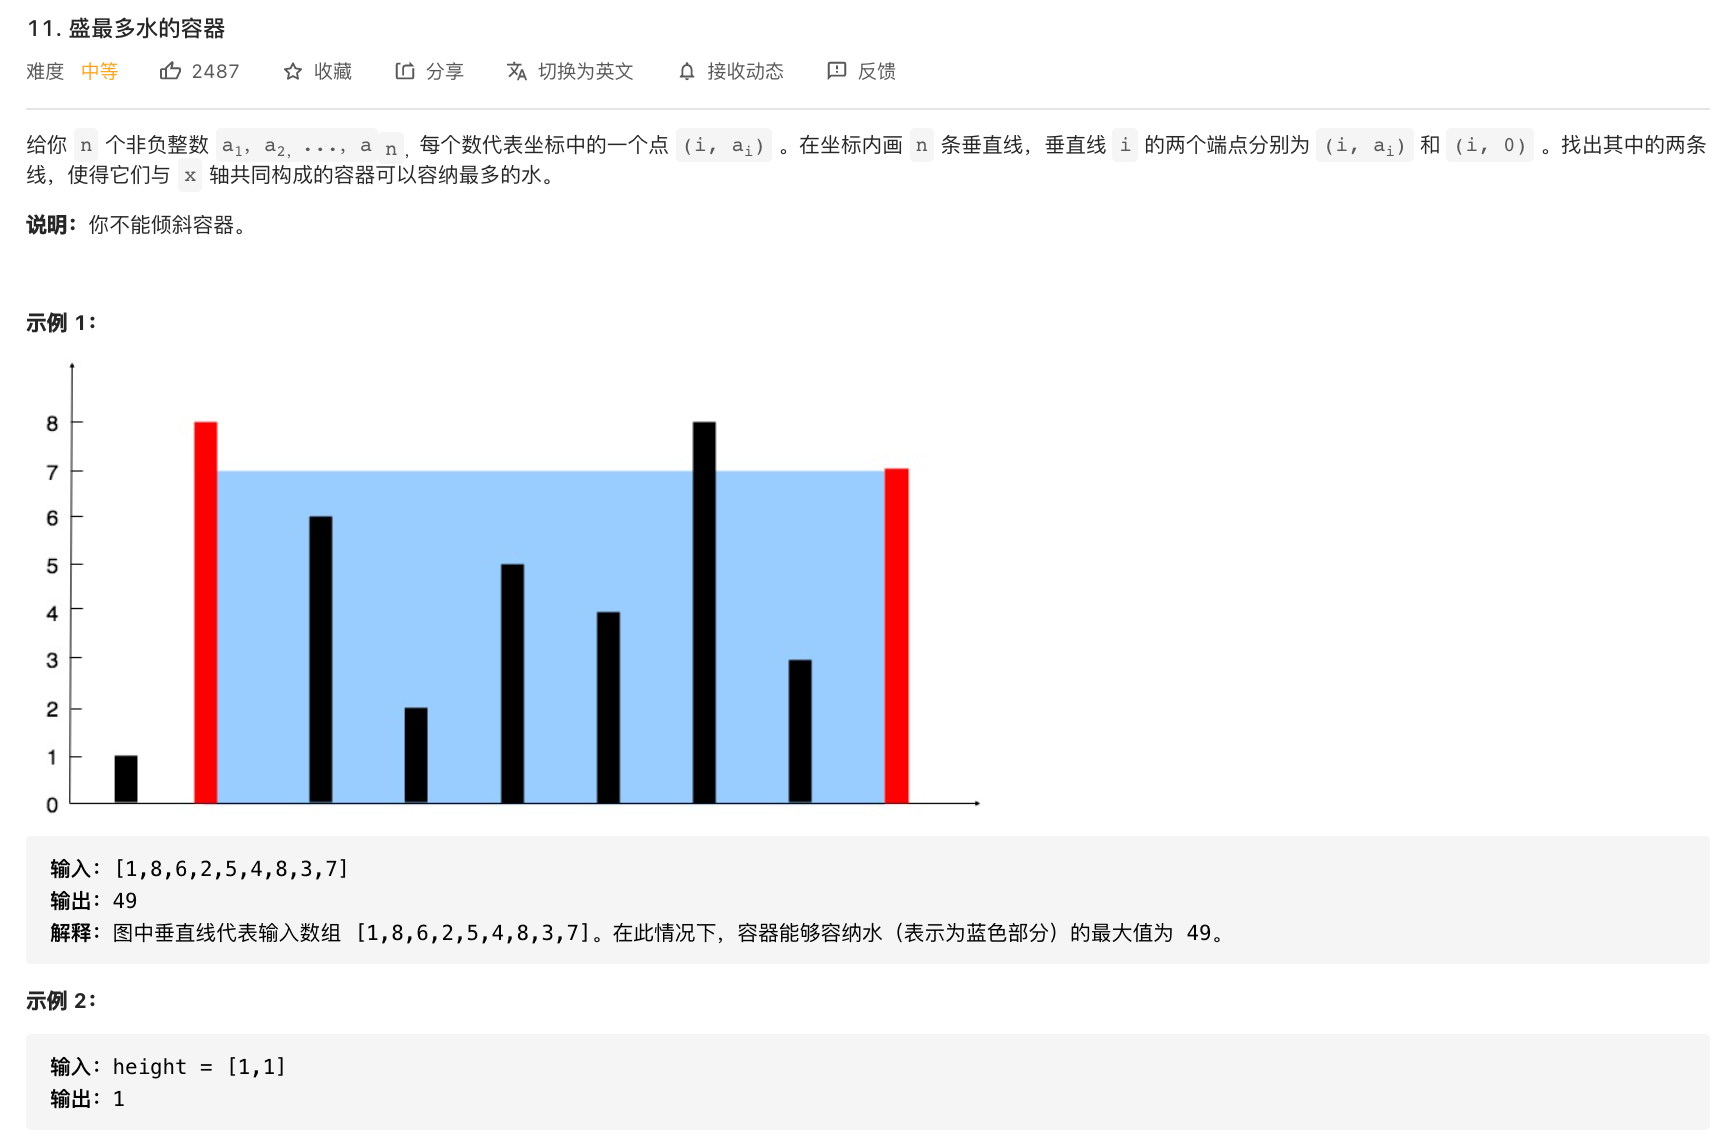 11. 盛最多水的容器
难度 中等 2487 收藏 分享 切换为英文 接收动态 反馈
给你 n 个非负整数 a1，a2，...，a n，每个数代表坐标中的一个点 (i, ai) 。在坐标内画 n 条垂直线，垂直线 i 的两个端点分别为 (i, ai) 和 (i, 0) 。找出其中的两条
线，使得它们与 x 轴共同构成的容器可以容纳最多的水。
说明：你不能倾斜容器。
示例 1：
8
7
6
5
4
3
2
1
0
输入：[1,8,6,2,5,4,8,3,7]
输出：49
解释：图中垂直线代表输入数组 [1,8,6,2,5,4,8,3,7]。在此情况下，容器能够容纳水（表示为蓝色部分）的最大值为 49。
示例 2：
输入：height = [1,1]
输出：1